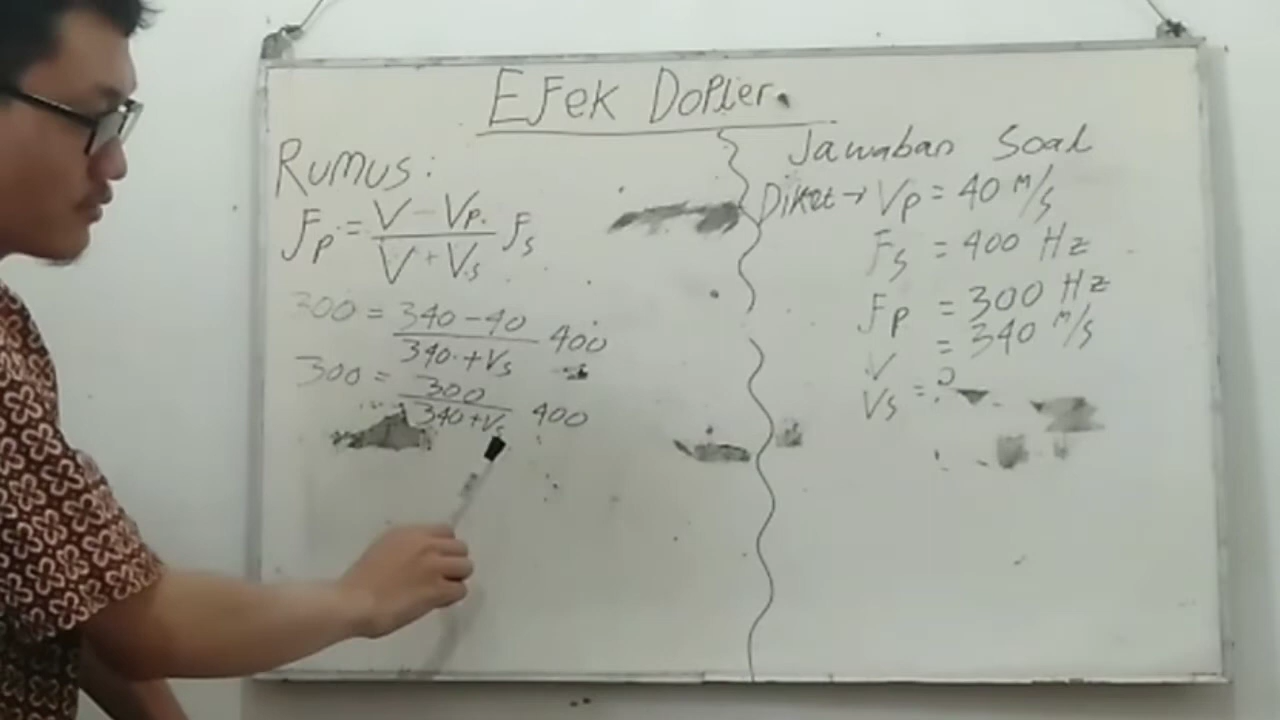 EFek DoPler.
Rumus:
Fp = V - Vp. / V + Vs Fs
300 = 340 - 40 / 340 + Vs 400
300 = 300 / 340 + Vs 400
Jawaban Soal
Diket → Vp = 40 m/s
Fs = 400 Hz
Fp = 300 Hz
V = 340 m/s
Vs = ?